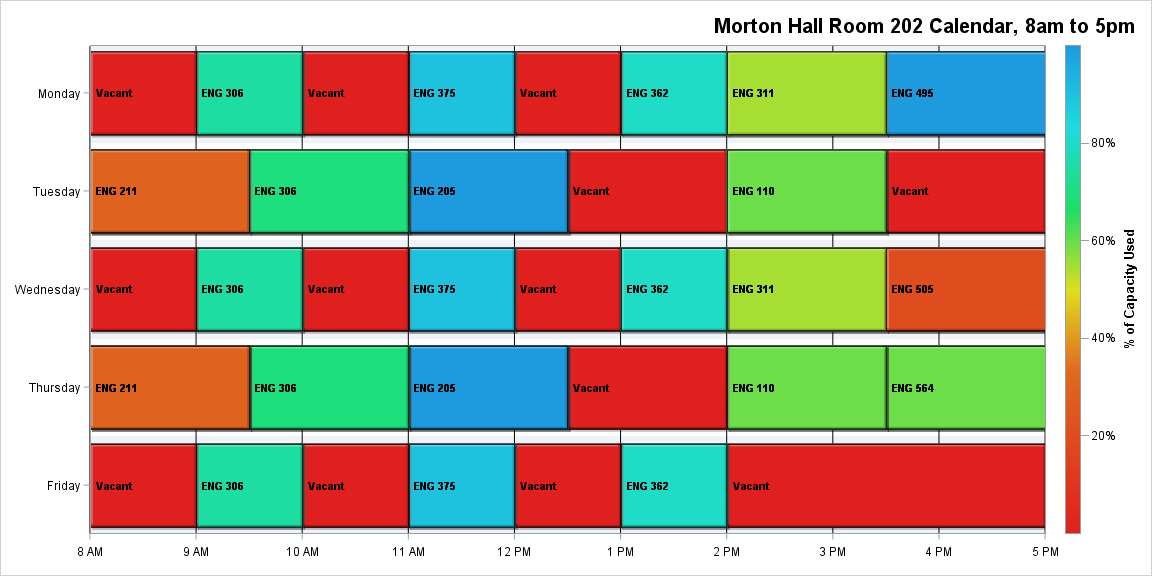 Morton Hall Room 202 Calendar, 8am to 5pm
Monday
Vacant
ENG 306
Vacant
ENG 375
Vacant
ENG 362
ENG 311
ENG 495
Tuesday
ENG 211
ENG 306
ENG 205
Vacant
ENG 110
Vacant
Wednesday
Vacant
ENG 306
Vacant
ENG 375
Vacant
ENG 362
ENG 311
ENG 505
Thursday
ENG 211
ENG 306
ENG 205
Vacant
ENG 110
ENG 564
Friday
Vacant
ENG 306
Vacant
ENG 375
Vacant
ENG 362
Vacant
8 AM
9 AM
10 AM
11 AM
12 PM
1 PM
2 PM
3 PM
4 PM
5 PM
80%
60%
40%
20%
% of Capacity Used